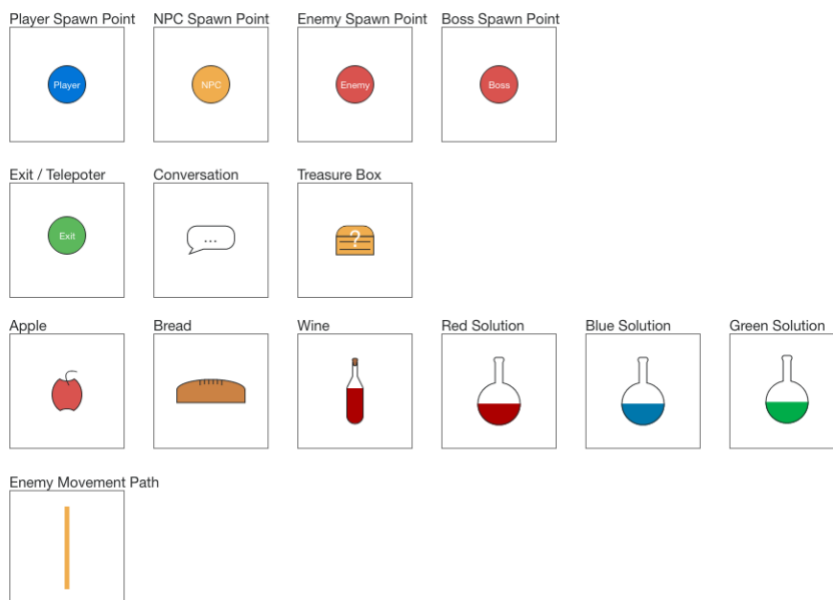 Player Spawn Point NPC Spawn Point Enemy Spawn Point Boss Spawn Point
Player NPC Enemy Boss
Exit / Telepoter Conversation Treasure Box
Exit ... ?
Apple Bread Wine Red Solution Blue Solution Green Solution
Enemy Movement Path